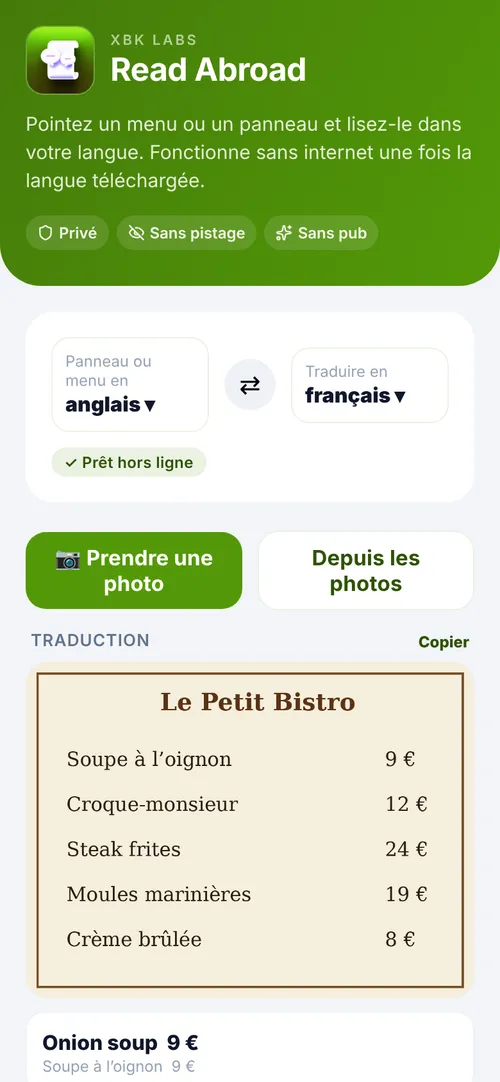 XBK LABS
Read Abroad
Pointez un menu ou un panneau et lisez-le dans
votre langue. Fonctionne sans internet une fois la
langue téléchargée.
Privé
Sans pistage
Sans pub
Panneau ou
menu en
anglais ▾
Traduire en
français ▾
✓ Prêt hors ligne
Prendre une
photo
Depuis les
photos
TRADUCTION
Copier
Le Petit Bistro
Soupe à l’oignon 9 €
Croque-monsieur 12 €
Steak frites 24 €
Moules marinières 19 €
Crème brûlée 8 €
Onion soup 9 €
Soupe à l’oignon 9 €